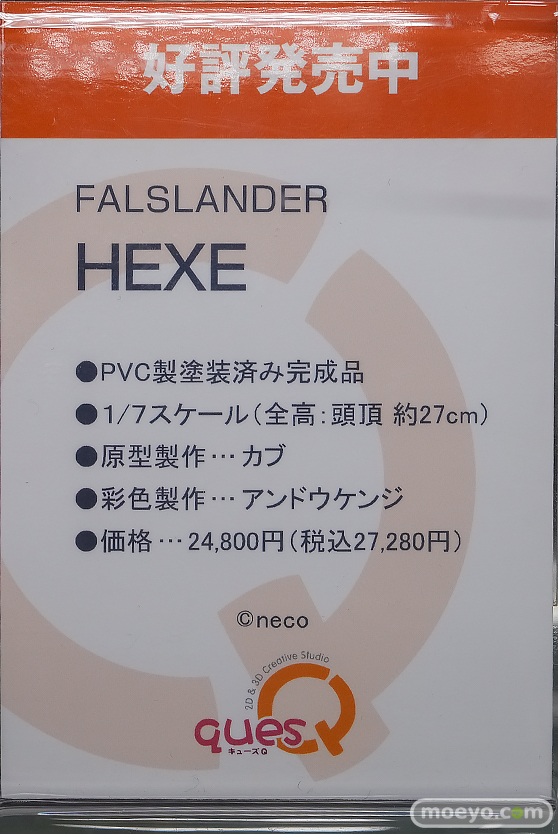 好評発売中
FALSLANDER
HEXE
●PVC製塗装済み完成品
●1/7スケール(全高:頭頂 約27cm)
●原型製作…カブ
●彩色製作…アンドウケンジ
●価格…24,800円(税込27,280円)
©neco
2D & 3D Creative Studio
quesQ
キューズQ
moeyo.com